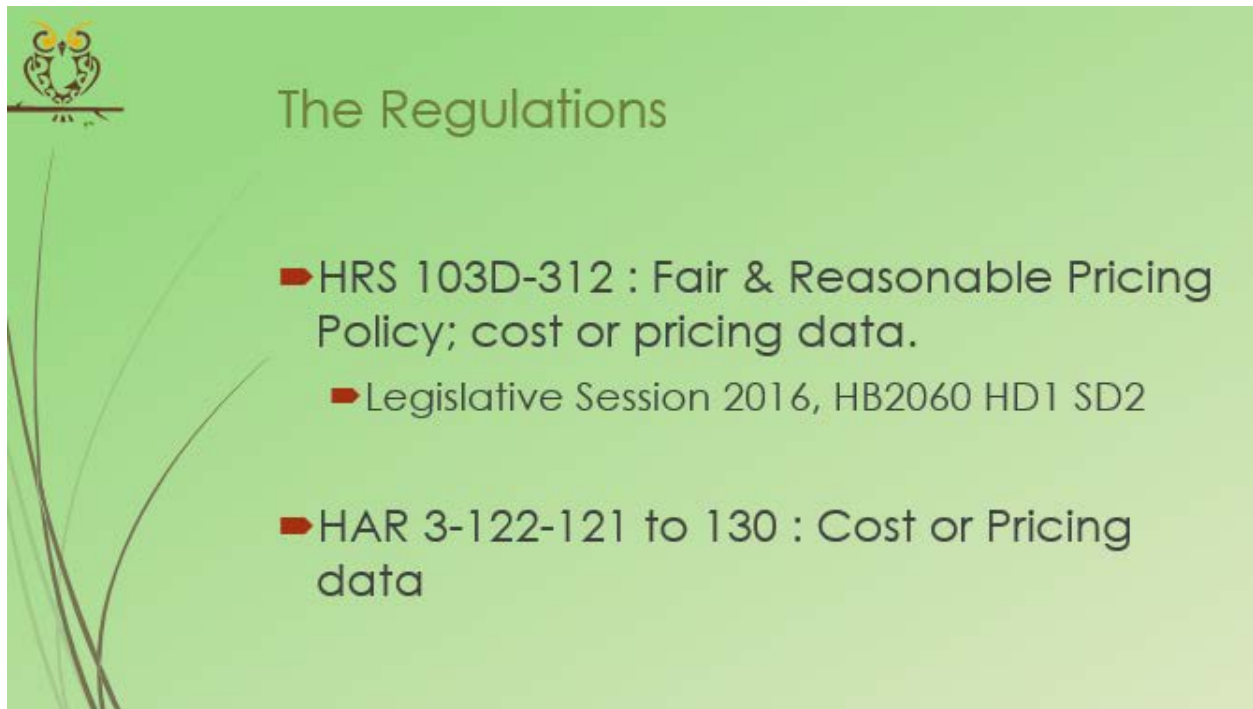 The Regulations
HRS 103D-312 : Fair & Reasonable Pricing
Policy; cost or pricing data.
Legislative Session 2016, HB2060 HD1 SD2
HAR 3-122-121 to 130 : Cost or Pricing
data